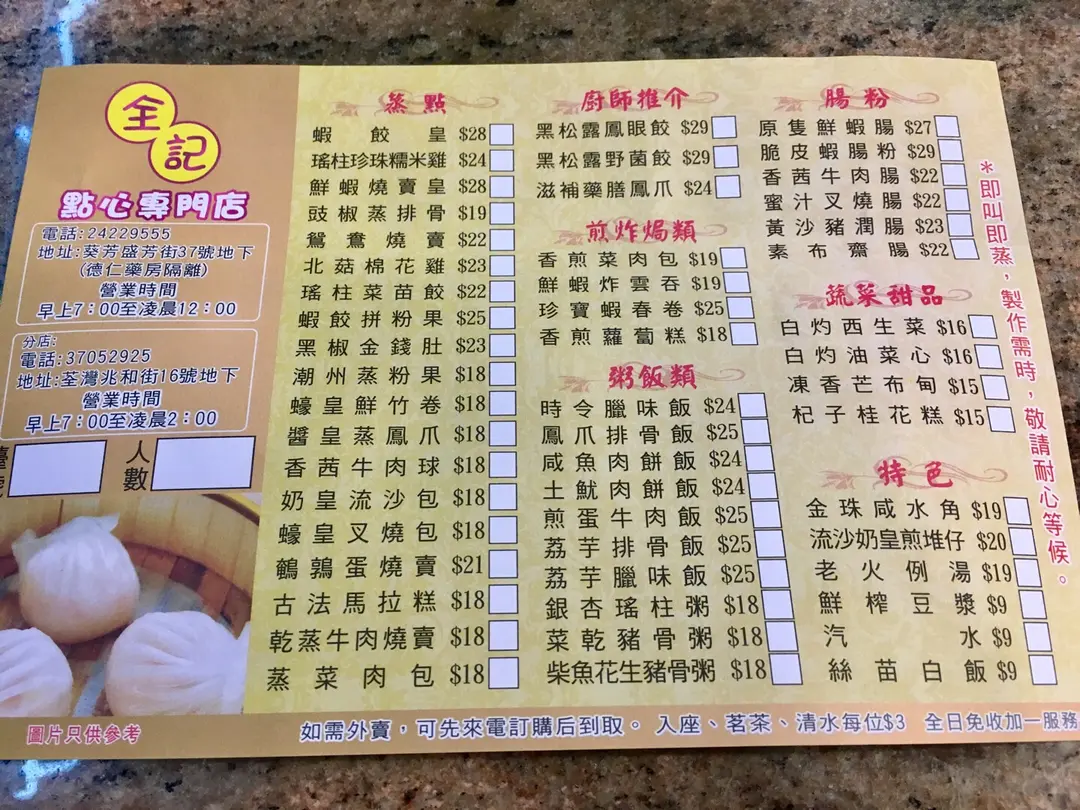 全記
點心專門店
電話:24229555
地址:葵芳盛芳街37號地下
(德仁藥房隔離)
營業時間
早上7:00至凌晨12:00
分店:
電話:37052925
地址:荃灣兆和街16號地下
營業時間
早上7:00至凌晨2:00
人數
圖片只供參考
蒸點
蝦餃皇 $28
瑤柱珍珠糯米雞 $24
鮮蝦燒賣皇 $28
豉椒蒸排骨 $19
鴛鴦燒賣 $22
北菇棉花雞 $23
瑤柱菜苗餃 $22
蝦餃拼粉果 $25
黑椒金錢肚 $23
潮州蒸粉果 $18
蠔皇鮮竹卷 $18
醬皇蒸鳳爪 $18
香茜牛肉球 $18
奶皇流沙包 $18
蠔皇叉燒包 $18
鵪鶉蛋燒賣 $21
古法馬拉糕 $18
乾蒸牛肉燒賣 $18
蒸菜肉包 $18
廚師推介
黑松露鳳眼餃 $29
黑松露野菌餃 $29
滋補藥膳鳳爪 $24
煎炸焗類
香煎菜肉包 $19
鮮蝦炸雲吞 $19
珍寶蝦春卷 $25
香煎蘿蔔糕 $18
粥飯類
時令臘味飯 $24
鳳爪排骨飯 $25
咸魚肉餅飯 $24
土魷肉餅飯 $24
煎蛋牛肉飯 $25
荔芋排骨飯 $25
荔芋臘味飯 $25
銀杏瑤柱粥 $18
菜乾豬骨粥 $18
柴魚花生豬骨粥 $18
腸粉
原隻鮮蝦腸 $27
脆皮蝦腸粉 $29
香茜牛肉腸 $22
蜜汁叉燒腸 $22
黃沙豬潤腸 $23
素布齋腸 $22
蔬菜甜品
白灼西生菜 $16
白灼油菜心 $16
凍香芒布甸 $15
杞子桂花糕 $15
特色
金珠咸水角 $19
流沙奶皇煎堆仔 $20
老火例湯 $19
鮮榨豆漿 $9
汽水 $9
絲苗白飯 $9
*即叫即蒸,製作需時,敬請耐心等候。
如需外賣,可先來電訂購后到取。 入座、茗茶、清水每位$3 全日免收加一服務